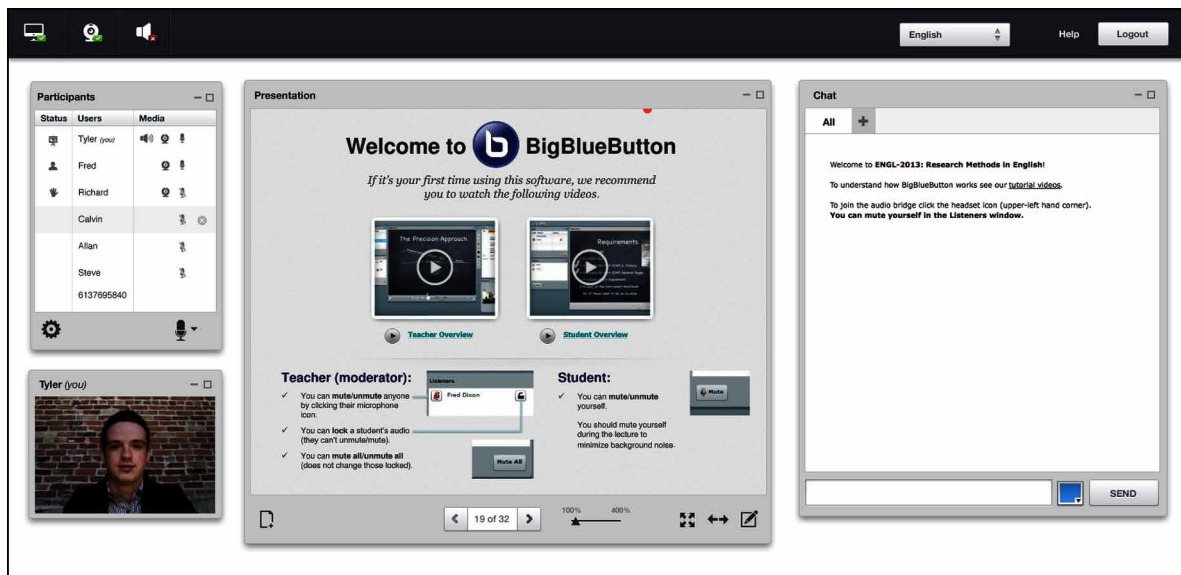 English
Help
Logout
Participants
Status Users Media
Tyler (you)
Fred
Richard
Calvin
Allan
Steve
6137695840
Tyler (you)
Presentation
Welcome to b BigBlueButton
If it's your first time using this software, we recommend
you to watch the following videos.
The Precision Approach
Requirements
Teacher Overview
Student Overview
Teacher (moderator):
You can mute/unmute anyone
by clicking their microphone
icon.
You can lock a student's audio
(they can't unmute/mute).
You can mute all/unmute all
(does not change those locked).
Listeners
Fred Dixon
Mute All
Student:
You can mute/unmute
yourself.
You should mute yourself
during the lecture to
minimize background noise.
Mute
19 of 32
100% 400%
Chat
All
Welcome to ENGL-2013: Research Methods in English!
To understand how BigBlueButton works see our tutorial videos.
To join the audio bridge click the headset icon (upper-left hand corner).
You can mute yourself in the Listeners window.
SEND